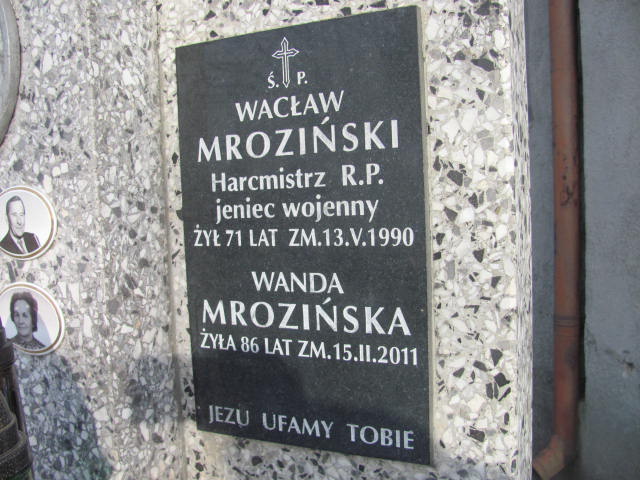 Ś. P.
WACŁAW
MROZIŃSKI
Harcmistrz R.P.
jeniec wojenny
ŻYŁ 71 LAT ZM.13.V.1990
WANDA
MROZIŃSKA
ŻYŁA 86 LAT ZM.15.II.2011
JEZU UFAMY TOBIE